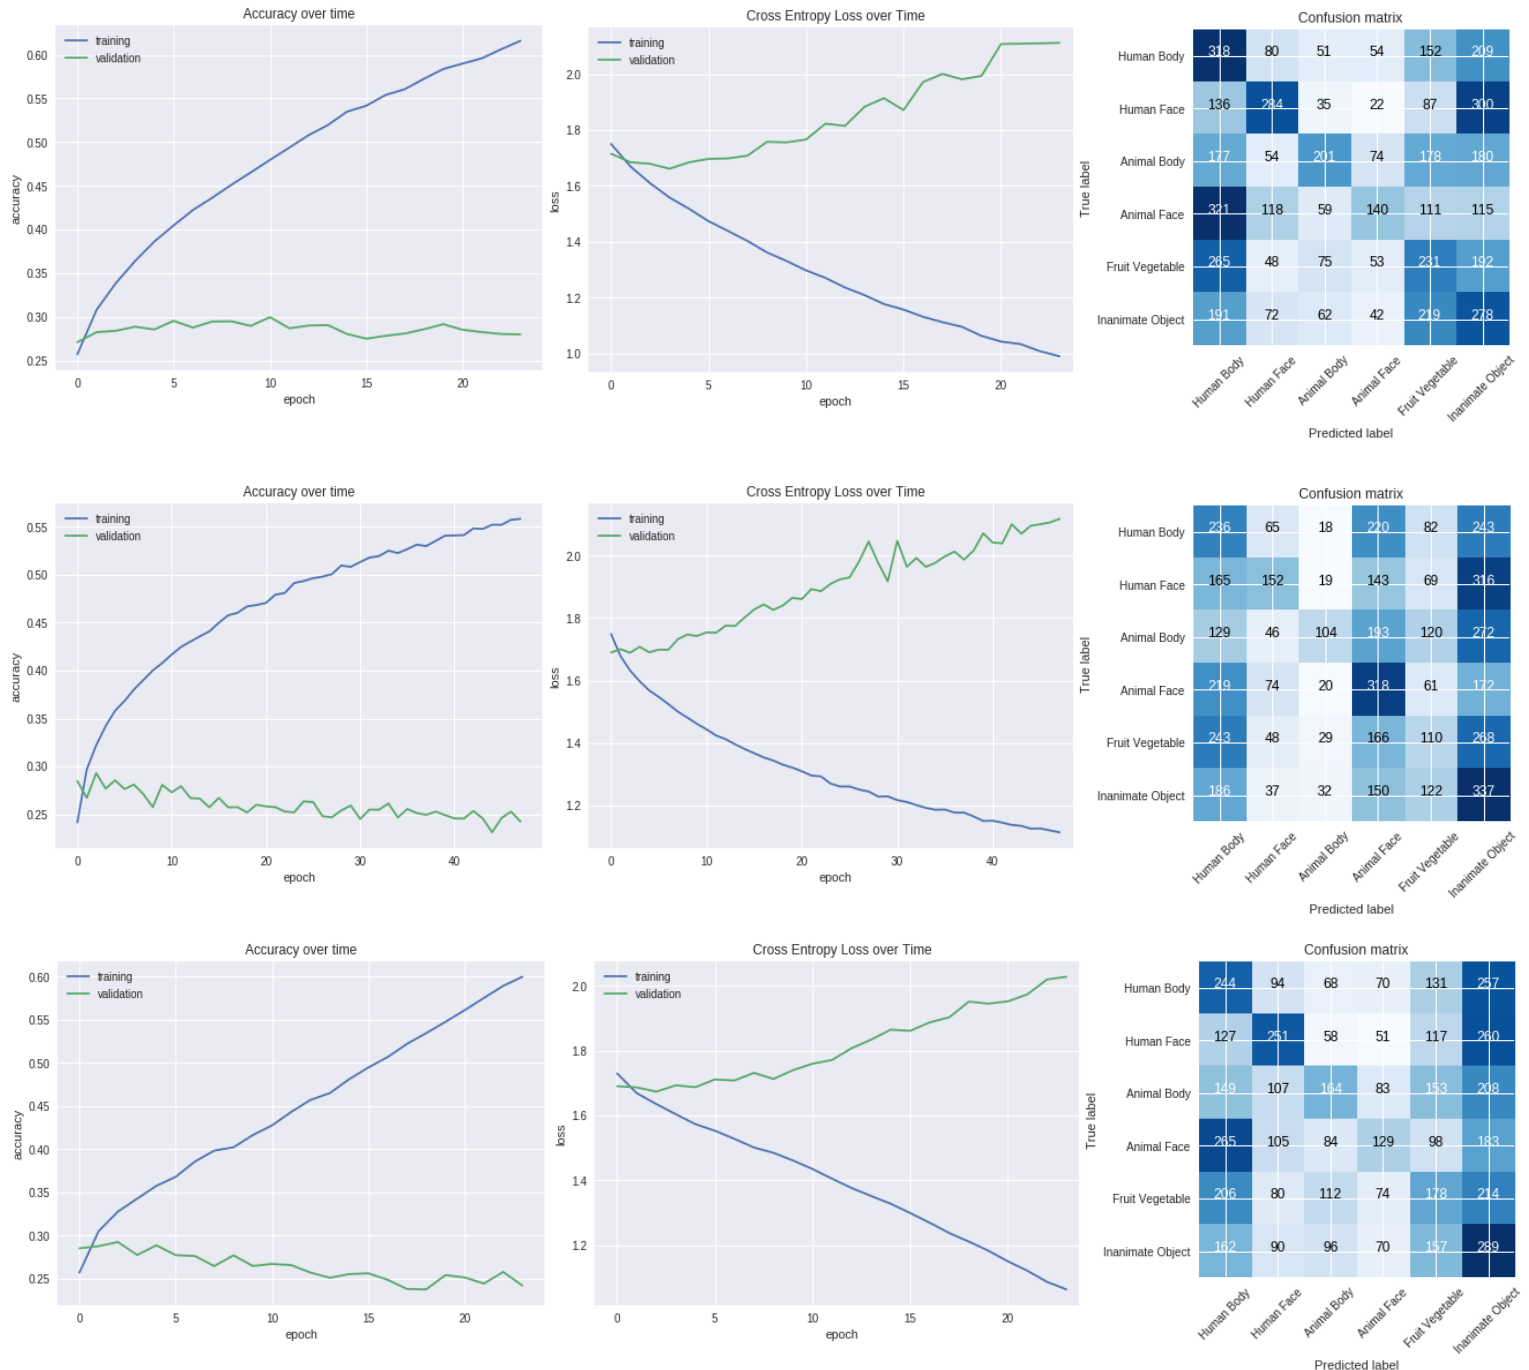 Accuracy over time
training
validation
0.60
0.55
0.50
0.45
0.40
0.35
0.30
0.25
accuracy
0 5 10 15 20
epoch
Cross Entropy Loss over Time
training
validation
2.0
1.8
1.6
1.4
1.2
1.0
loss
0 5 10 15 20
epoch
Confusion matrix
True label
Human Body 318 80 51 54 152 209
Human Face 136 284 35 22 87 300
Animal Body 177 54 201 74 178 180
Animal Face 321 118 59 140 111 115
Fruit Vegetable 265 48 75 53 231 192
Inanimate Object 191 72 62 42 219 278
Human Body Human Face Animal Body Animal Face Fruit Vegetable Inanimate Object
Predicted label
Accuracy over time
training
validation
0.55
0.50
0.45
0.40
0.35
0.30
0.25
accuracy
0 10 20 30 40
epoch
Cross Entropy Loss over Time
training
validation
2.0
1.8
1.6
1.4
1.2
loss
0 10 20 30 40
epoch
Confusion matrix
True label
Human Body 236 65 18 220 82 243
Human Face 165 152 19 143 69 316
Animal Body 129 46 104 193 120 272
Animal Face 219 74 20 318 61 172
Fruit Vegetable 243 48 29 166 110 268
Inanimate Object 186 37 32 150 122 337
Human Body Human Face Animal Body Animal Face Fruit Vegetable Inanimate Object
Predicted label
Accuracy over time
training
validation
0.60
0.55
0.50
0.45
0.40
0.35
0.30
0.25
accuracy
0 5 10 15 20
epoch
Cross Entropy Loss over Time
training
validation
2.0
1.8
1.6
1.4
1.2
loss
0 5 10 15 20
epoch
Confusion matrix
True label
Human Body 244 94 68 70 131 257
Human Face 127 251 58 51 117 260
Animal Body 149 107 164 83 153 208
Animal Face 265 105 84 129 98 183
Fruit Vegetable 206 80 112 74 178 214
Inanimate Object 162 90 96 70 157 289
Human Body Human Face Animal Body Animal Face Fruit Vegetable Inanimate Object
Predicted label